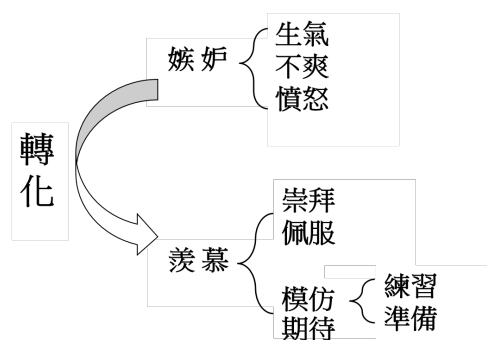 嫉妒
生氣
不爽
憤怒
轉化
羨慕
崇拜
佩服
模仿
期待
練習
準備